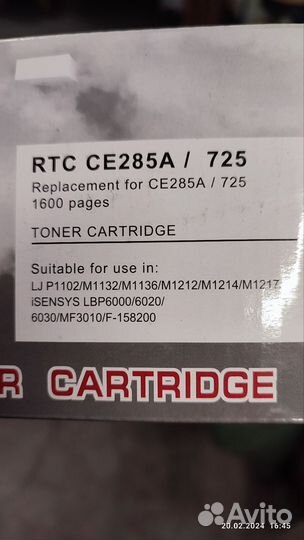 RTC CE285A / 725
Replacement for CE285A / 725
1600 pages
TONER CARTRIDGE
Suitable for use in:
LJ P1102/M1132/M1136/M1212/M1214/M1217
iSENSYS LBP6000/6020/
6030/MF3010/F-158200
R CARTRIDGE
Avito
20.02.2024 16:45